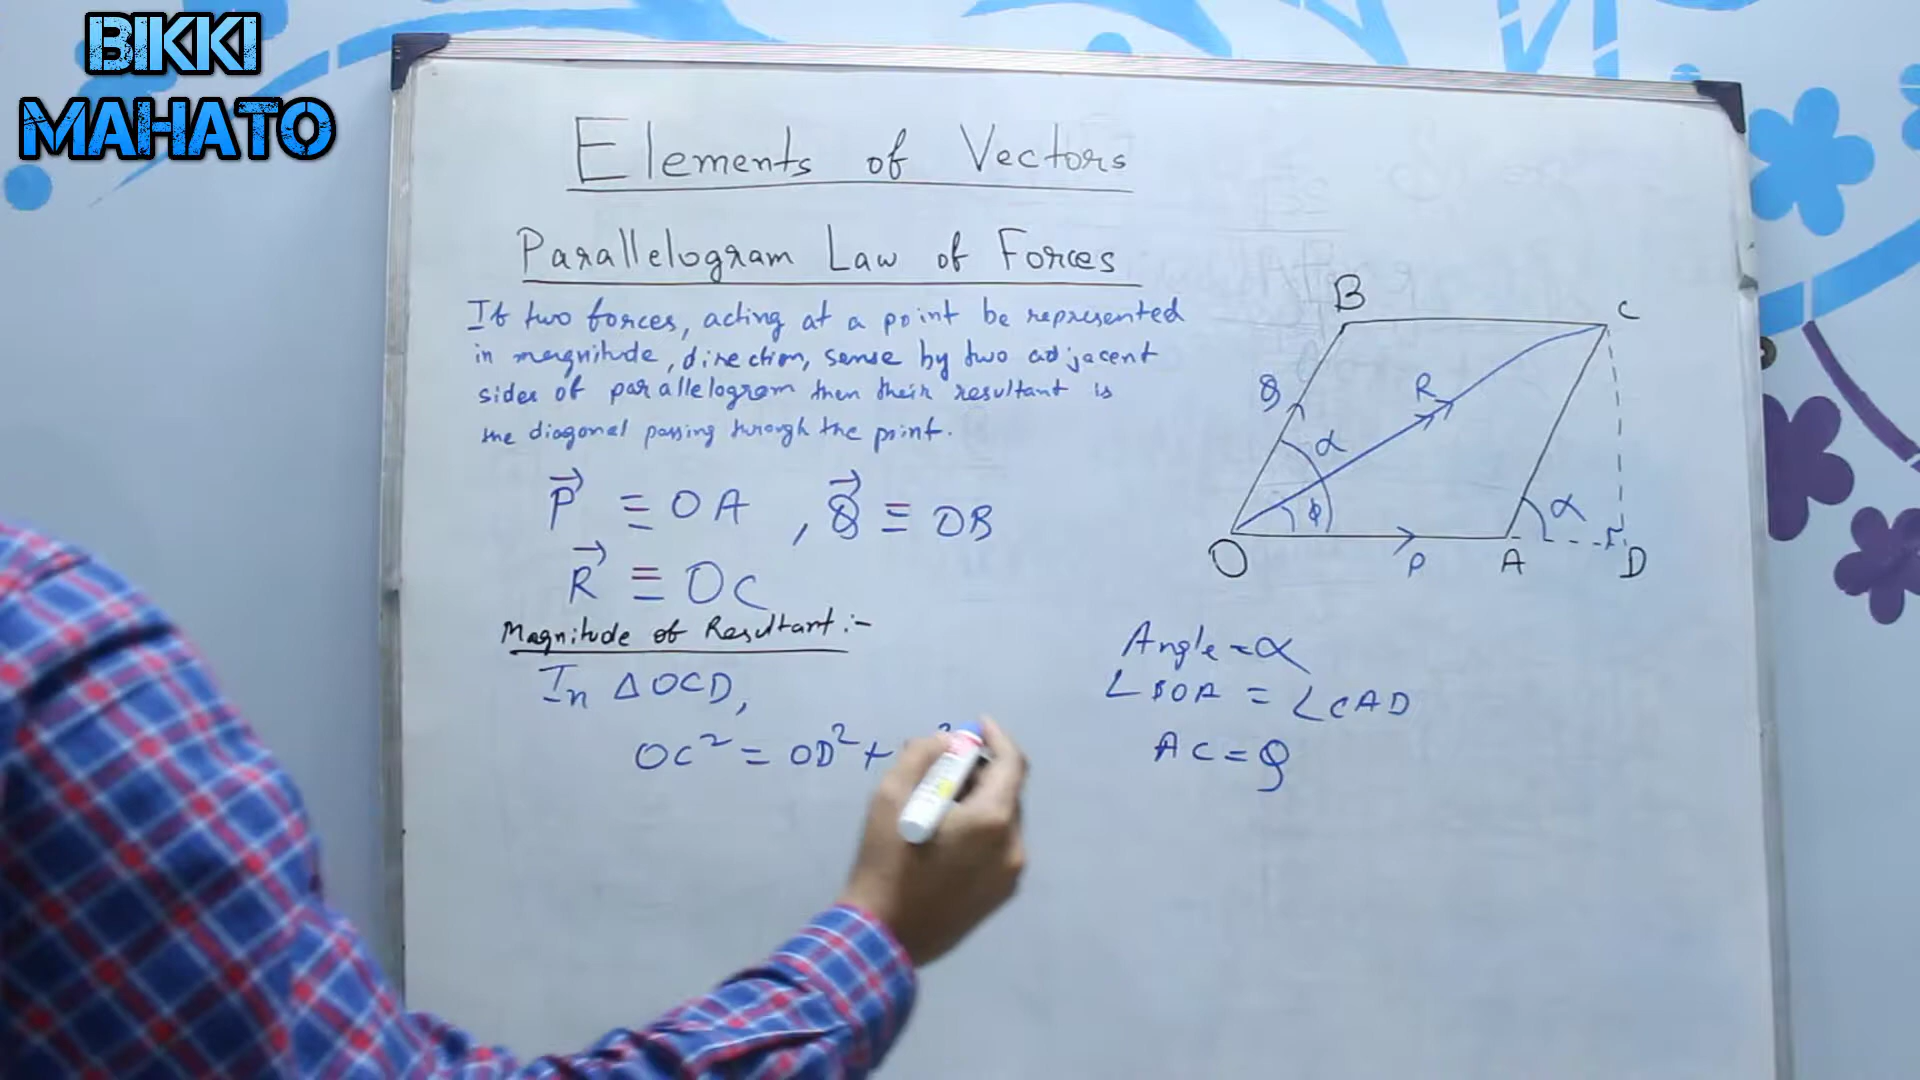 BIKKI
MAHATO
Elements of Vectors
Parallelogram Law of Forces
If two forces, acting at a point be represented
in magnitude, direction, sense by two adjacent
sides of parallelogram then their resultant is
the diagonal passing through the point.
P⃗ ≡ OA , Q⃗ ≡ OB
R⃗ ≡ OC
Magnitude of Resultant :-
In ΔOCD,
OC² = OD² +
B
C
Q
R
α
ϕ
α
O
P
A
D
Angle = α
∠BOA = ∠CAD
AC = Q